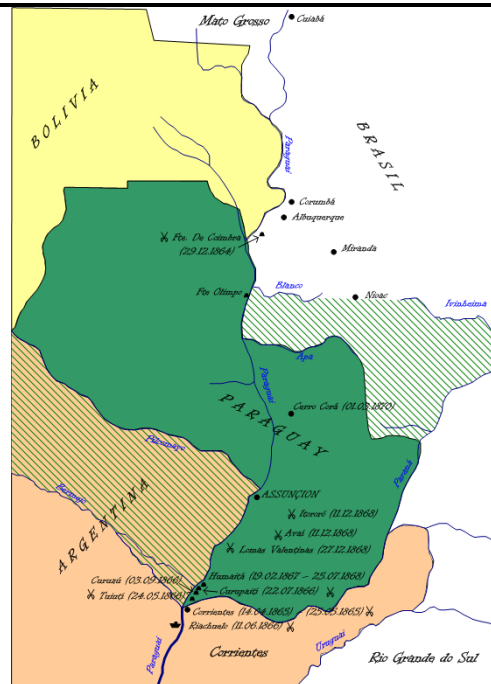 Mato Grosso
Cuiabá
BOLIVIA
Paraguai
BRASIL
Corumbá
Albuquerque
Fte. De Coimbra
(29.12.1864)
Miranda
Fte Olimpo
Blanco
Nioac
Ivinheima
Apa
Paraguai
Cerro Corá (01.03.1870)
PARAGUAY
Pilcumayo
Paraná
Bermejo
ASSUNÇION
Itororó (11.12.1868)
Avaí (11.12.1868)
ARGENTINA
Lomas Valentinas (27.12.1868)
Curuzú (03.09.1866)
Humaitá (19.02.1867 - 25.07.1868)
Tuiutí (24.05.1866)
Curupaití (22.07.1866)
Corrientes (14.04.1865) - (25.05.1865)
Riachuelo (11.06.1866)
Paraguai
Corrientes
Uruguai
Rio Grande do Sul